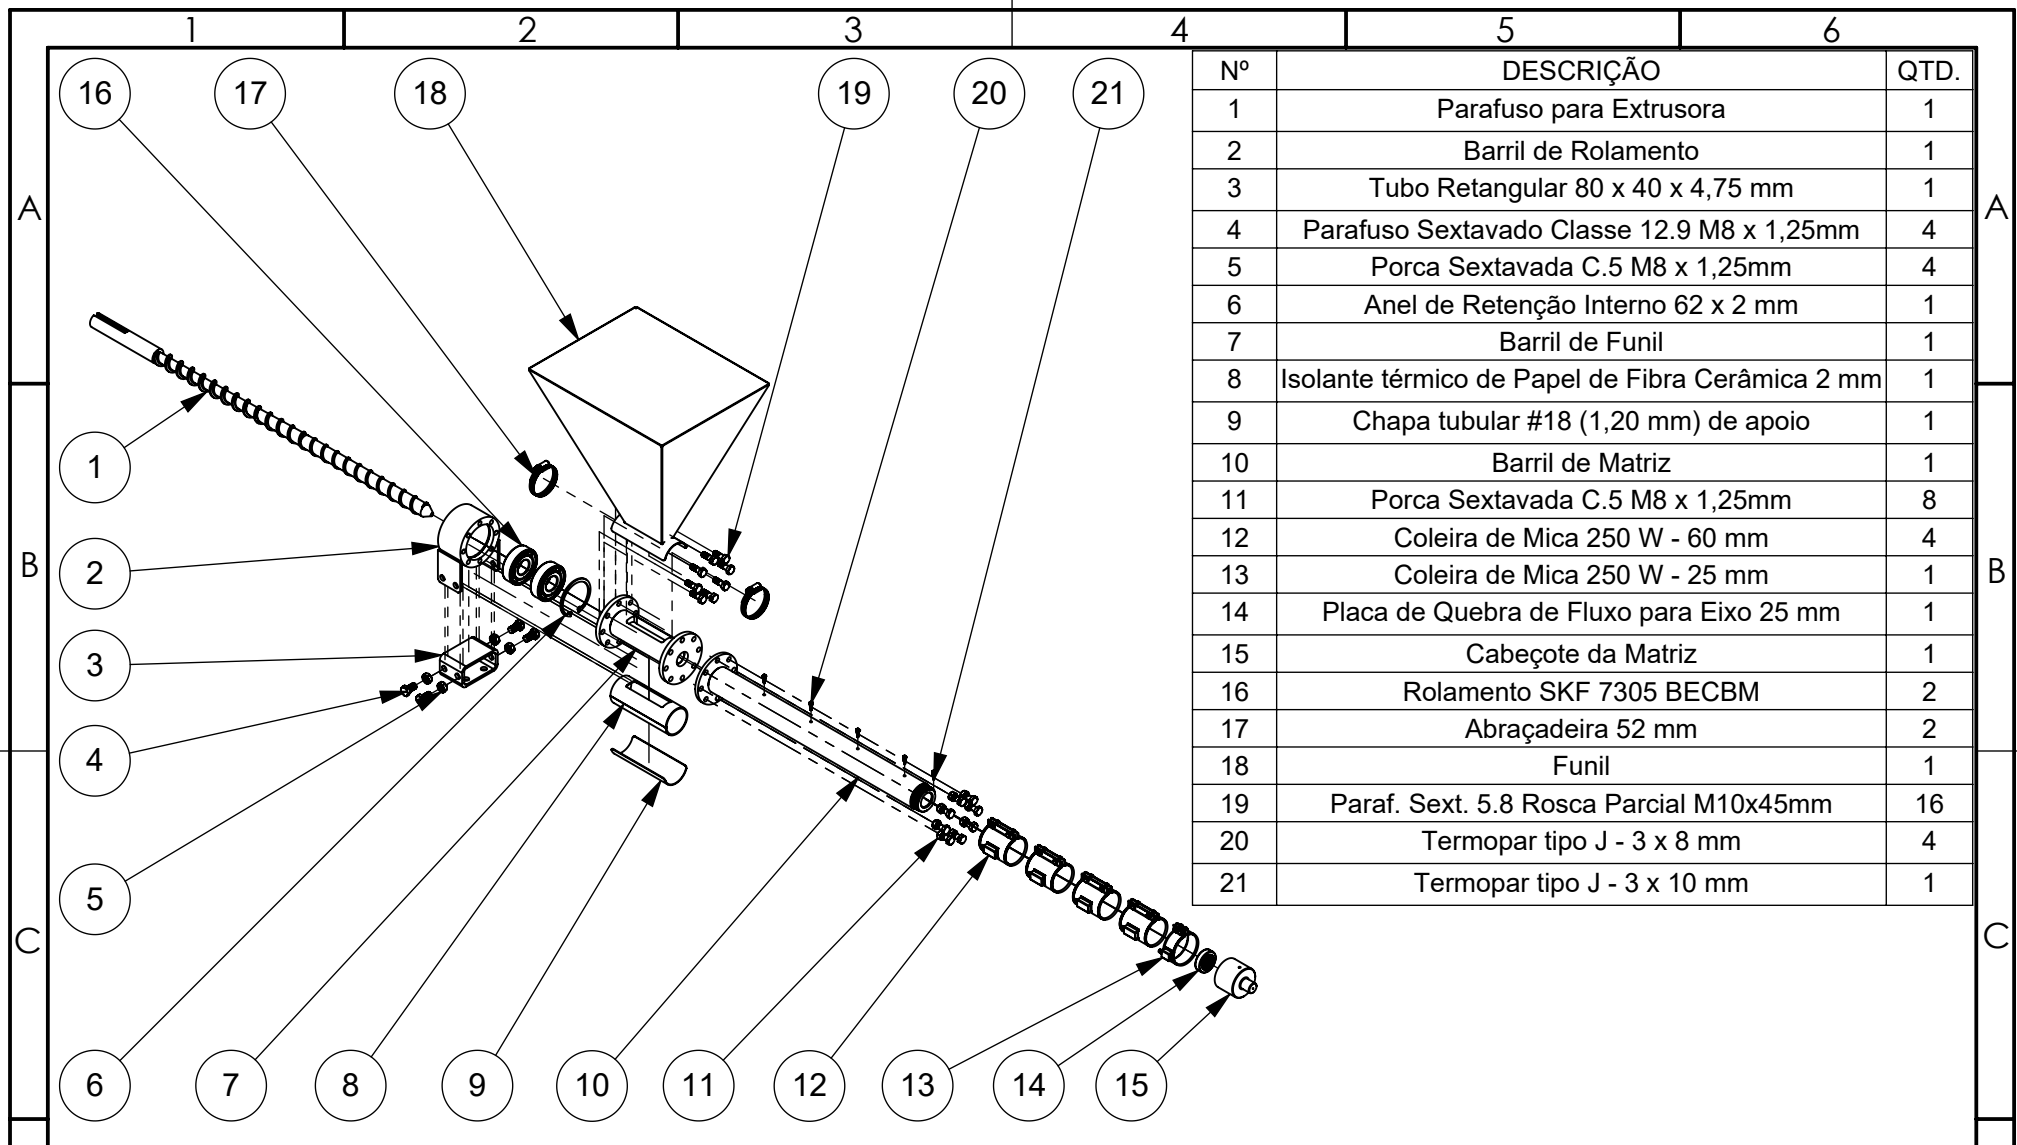 1 2 3 4 5 6
16 17 18 19 20 21
Nº DESCRIÇÃO QTD.
1 Parafuso para Extrusora 1
2 Barril de Rolamento 1
3 Tubo Retangular 80 x 40 x 4,75 mm 1
4 Parafuso Sextavado Classe 12.9 M8 x 1,25mm 4
5 Porca Sextavada C.5 M8 x 1,25mm 4
6 Anel de Retenção Interno 62 x 2 mm 1
7 Barril de Funil 1
8 Isolante térmico de Papel de Fibra Cerâmica 2 mm 1
9 Chapa tubular #18 (1,20 mm) de apoio 1
10 Barril de Matriz 1
11 Porca Sextavada C.5 M8 x 1,25mm 8
12 Coleira de Mica 250 W - 60 mm 4
13 Coleira de Mica 250 W - 25 mm 1
14 Placa de Quebra de Fluxo para Eixo 25 mm 1
15 Cabeçote da Matriz 1
16 Rolamento SKF 7305 BECBM 2
17 Abraçadeira 52 mm 2
18 Funil 1
19 Paraf. Sext. 5.8 Rosca Parcial M10x45mm 16
20 Termopar tipo J - 3 x 8 mm 4
21 Termopar tipo J - 3 x 10 mm 1
A A
1
B B
2
3
4
5
C C
6 7 8 9 10 11 12 13 14 15